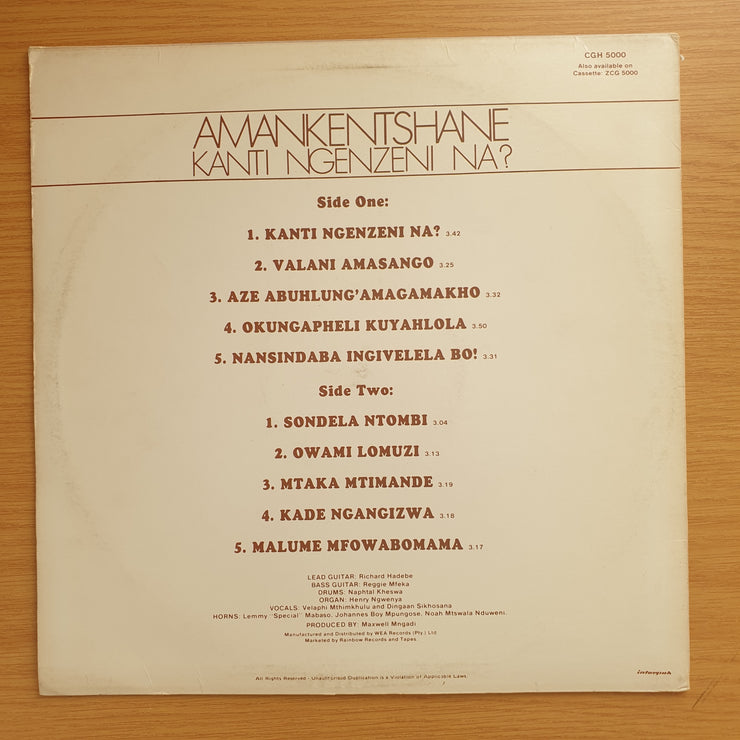 CGH 5000
Also available on
Cassette: ZCG 5000
AMANKENTSHANE
KANTI NGENZENI NA?
Side One:
1. KANTI NGENZENI NA? 3.42
2. VALANI AMASANGO 3.25
3. AZE ABUHLUNG'AMAGAMAKHO 3.32
4. OKUNGAPHELI KUYAHLOLA 3.50
5. NANSINDABA INGIVELELA BO! 3.31
Side Two:
1. SONDELA NTOMBI 3.04
2. OWAMI LOMUZI 3.13
3. MTAKA MTIMANDE 3.19
4. KADE NGANGIZWA 3.18
5. MALUME MFOWABOMAMA 3.17
LEAD GUITAR: Richard Hadebe
BASS GUITAR: Reggie Mfeka
DRUMS: Naphtal Kheswa
ORGAN: Henry Ngwenya
VOCALS: Velaphi Mthimkhulu and Dingaan Sikhosana
HORNS: Lemmy 'Special' Mabaso, Johannes Boy Mpungose, Noah Mtswala Nduweni.
PRODUCED BY: Maxwell Mngadi
Manufactured and Distributed by WEA Records (Pty.) Ltd
Marketed by Rainbow Records and Tapes
All Rights Reserved - Unauthorised Duplication is a Violation of Applicable Laws
interpak